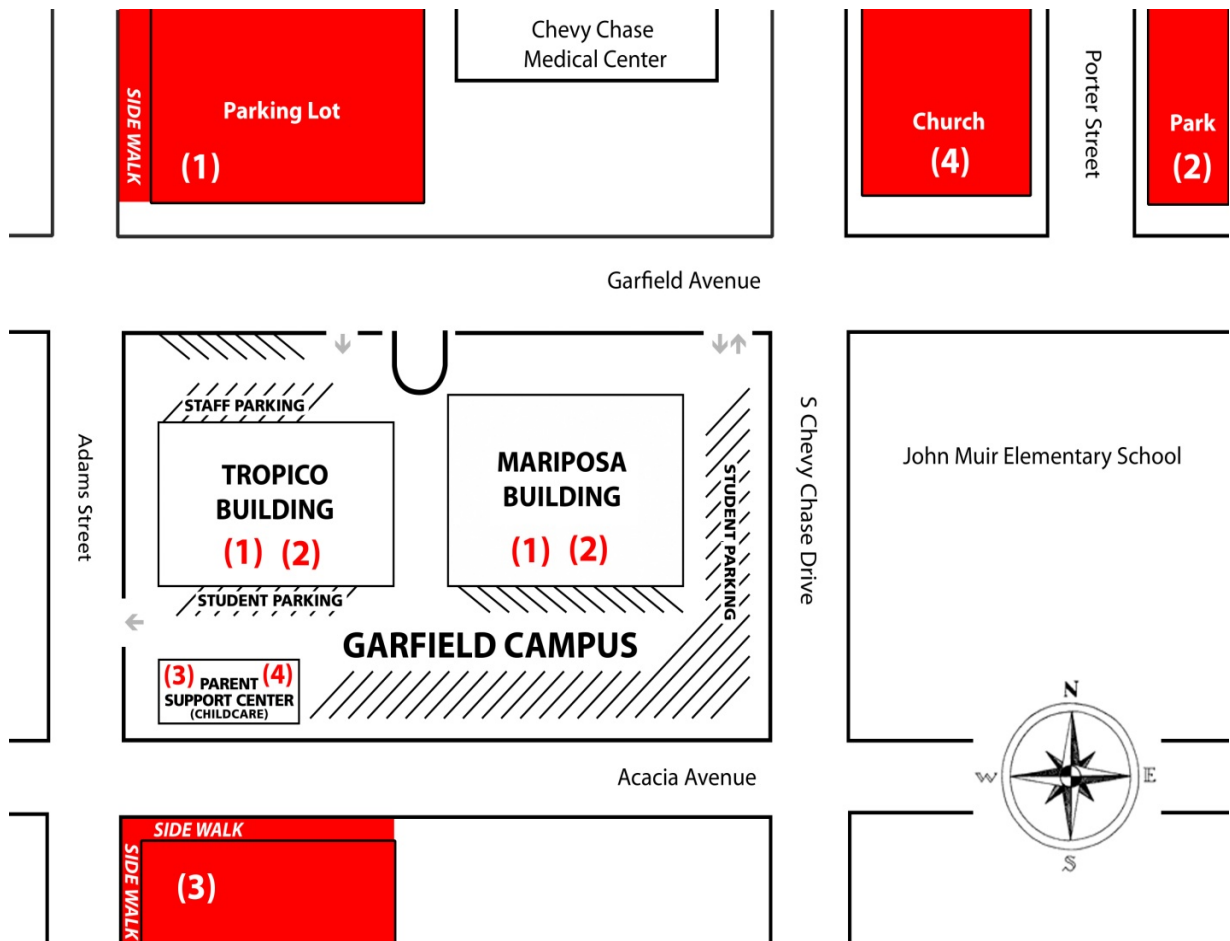 Chevy Chase
Medical Center
SIDE WALK
Parking Lot
(1)
Church
(4)
Porter Street
Park
(2)
Garfield Avenue
STAFF PARKING
Adams Street
TROPICO
BUILDING
(1) (2)
MARIPOSA
BUILDING
(1) (2)
STUDENT PARKING
S Chevy Chase Drive
John Muir Elementary School
STUDENT PARKING
GARFIELD CAMPUS
(3) PARENT (4)
SUPPORT CENTER
(CHILDCARE)
N
W
E
S
Acacia Avenue
SIDE WALK
SIDE WALK
(3)